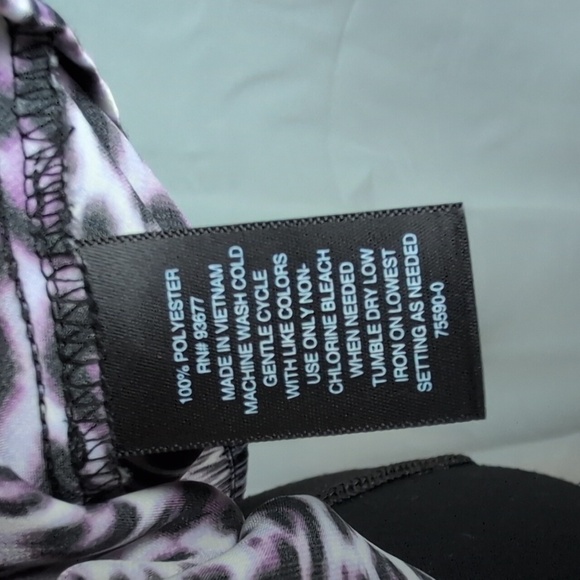 100% POLYESTER
RN# 93677
MADE IN VIETNAM
MACHINE WASH COLD
GENTLE CYCLE
WITH LIKE COLORS
USE ONLY NON-
CHLORINE BLEACH
WHEN NEEDED
TUMBLE DRY LOW
IRON ON LOWEST
SETTING AS NEEDED
75590-0